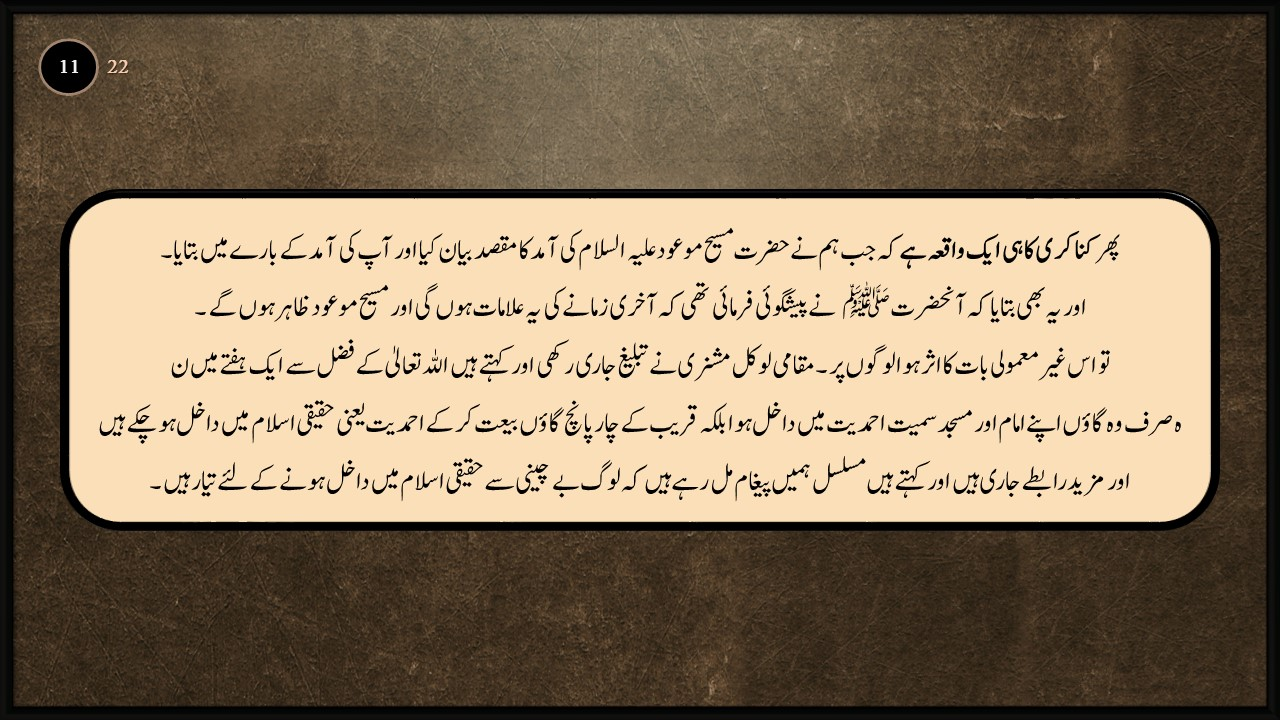 11 22
پھر کناکری کا ہی ایک واقعہ ہے کہ جب ہم نے حضرت مسیح موعود علیہ السلام کی آمد کا مقصد بیان کیا اور آپ کی آمد کے بارے میں بتایا۔
اور یہ بھی بتایا کہ آنحضرت ﷺ نے پیشگوئی فرمائی تھی کہ آخری زمانے کی یہ علامات ہوں گی اور مسیح موعود ظاہر ہوں گے ۔
تو اس غیر معمولی بات کا اثر ہوا لوگوں پر ۔ مقامی لوکل مشنری نے تبلیغ جاری رکھی اور کہتے ہیں اللہ تعالیٰ کے فضل سے ایک ہفتے میں ن
ہ صرف وہ گاؤں اپنے امام اور مسجد سمیت احمدیت میں داخل ہوا بلکہ قریب کے چار پانچ گاؤں بیعت کر کے احمدیت یعنی حقیقی اسلام میں داخل ہو چکے ہیں
اور مزید رابطے جاری ہیں اور کہتے ہیں مسلسل ہمیں پیغام مل رہے ہیں کہ لوگ بے چینی سے حقیقی اسلام میں داخل ہونے کے لئے تیار ہیں ۔